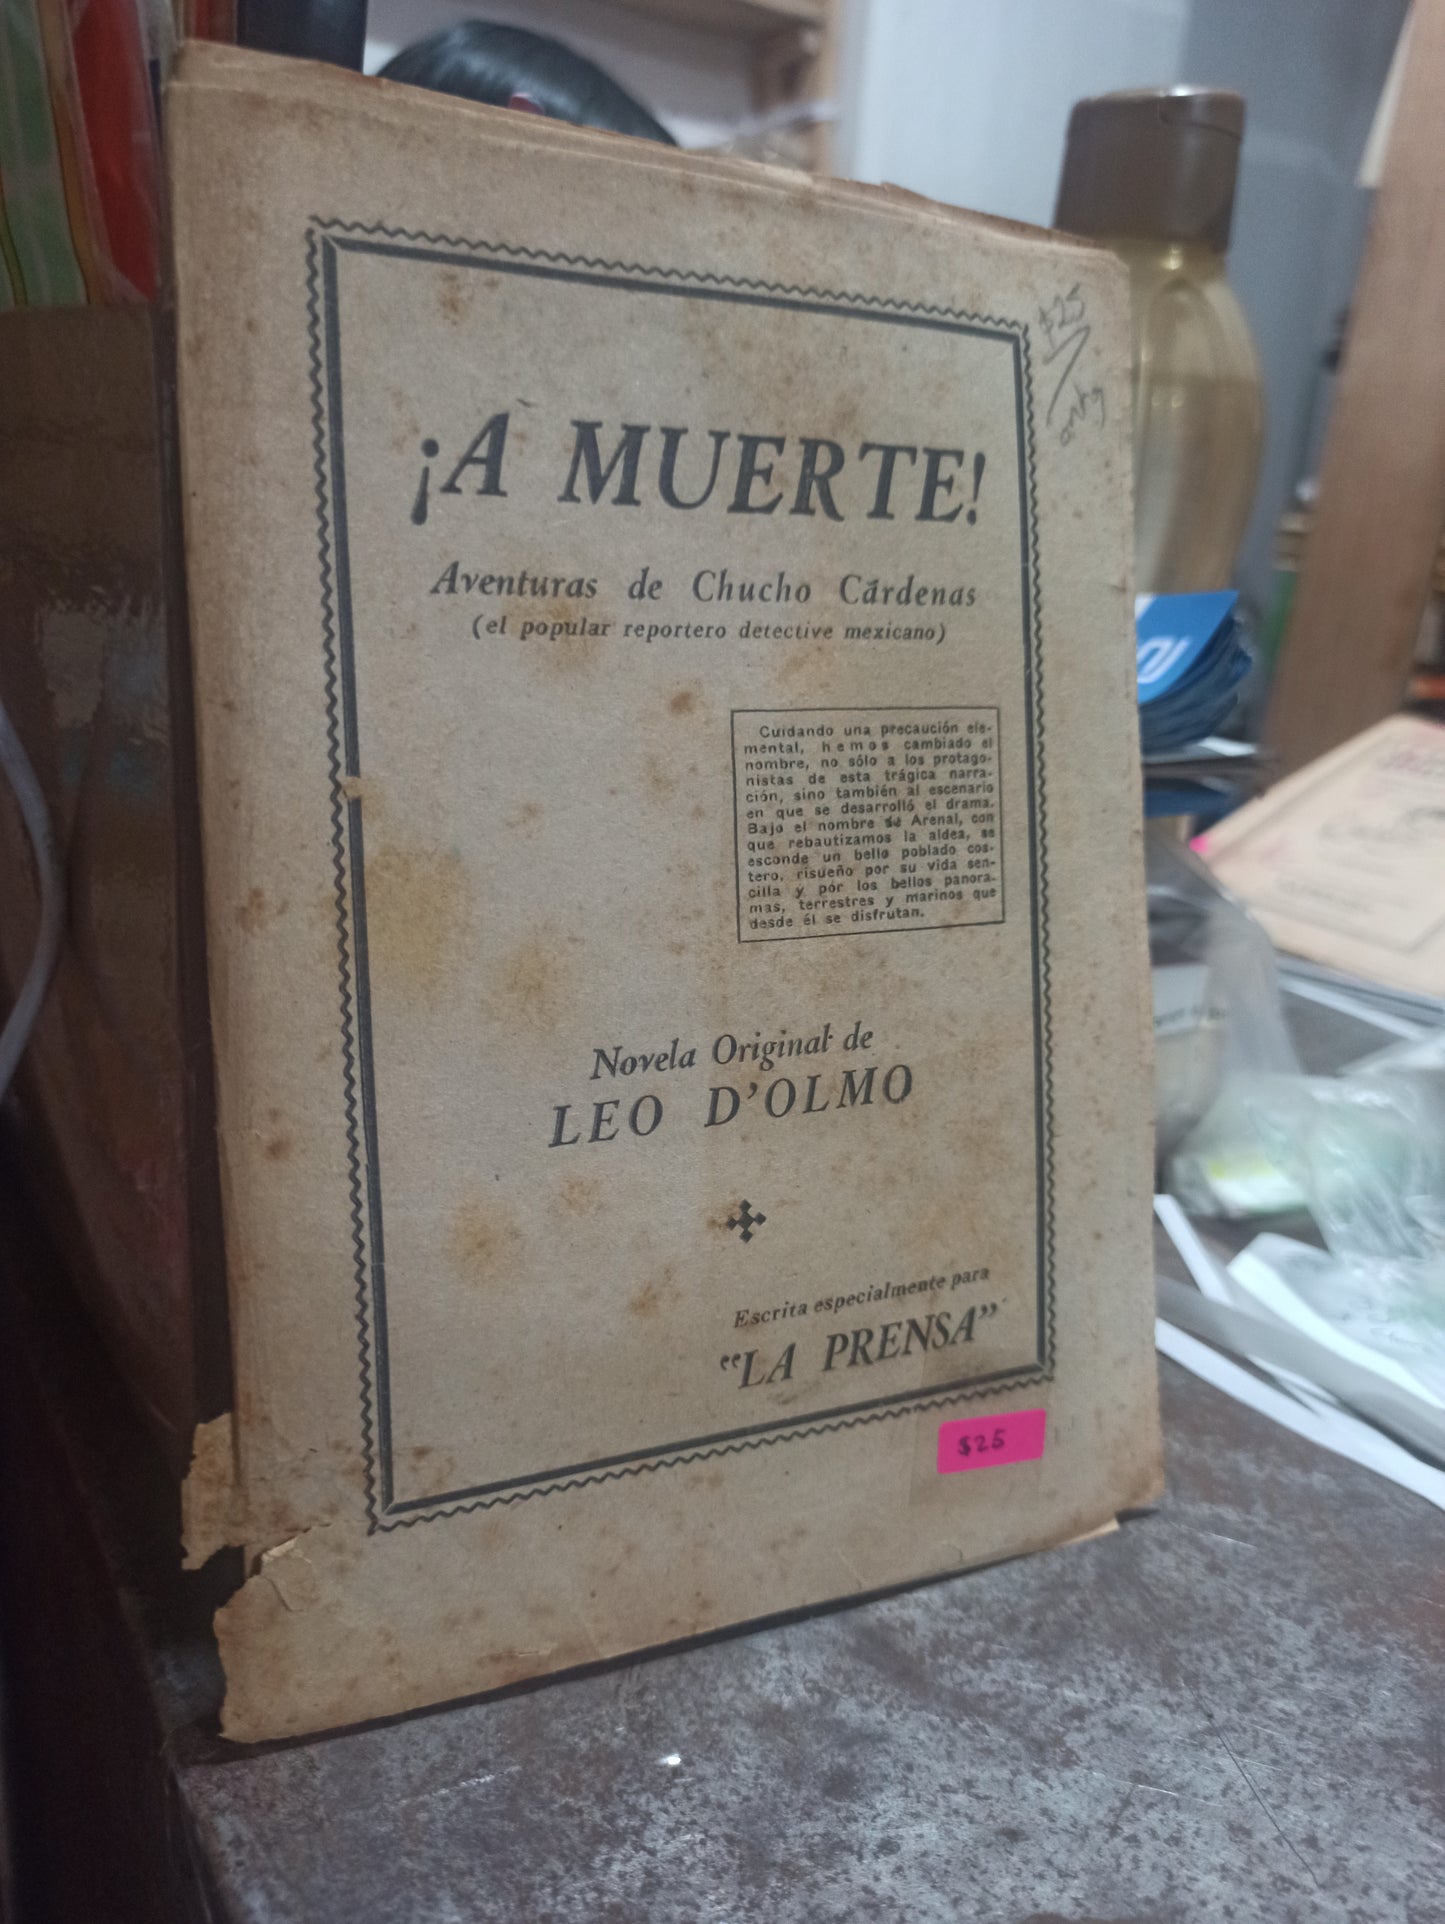 $25
¡A MUERTE!
Aventuras de Chucho Cárdenas
(el popular reportero detective mexicano)
Cuidando una precaución ele-
mental, hemos cambiado el
nombre, no sólo a los protago-
nistas de esta trágica narra-
ción, sino también al escenario
en que se desarrolló el drama.
Bajo el nombre de Arenal, con
que rebautizamos la aldea, se
esconde un bello poblado cos-
tero, risueño por su vida sen-
cilla y pór los bellos panora-
mas, terrestres y marinos que
desde él se disfrutan.
Novela Original de
LEO D'OLMO
Escrita especialmente para
"LA PRENSA"
$25